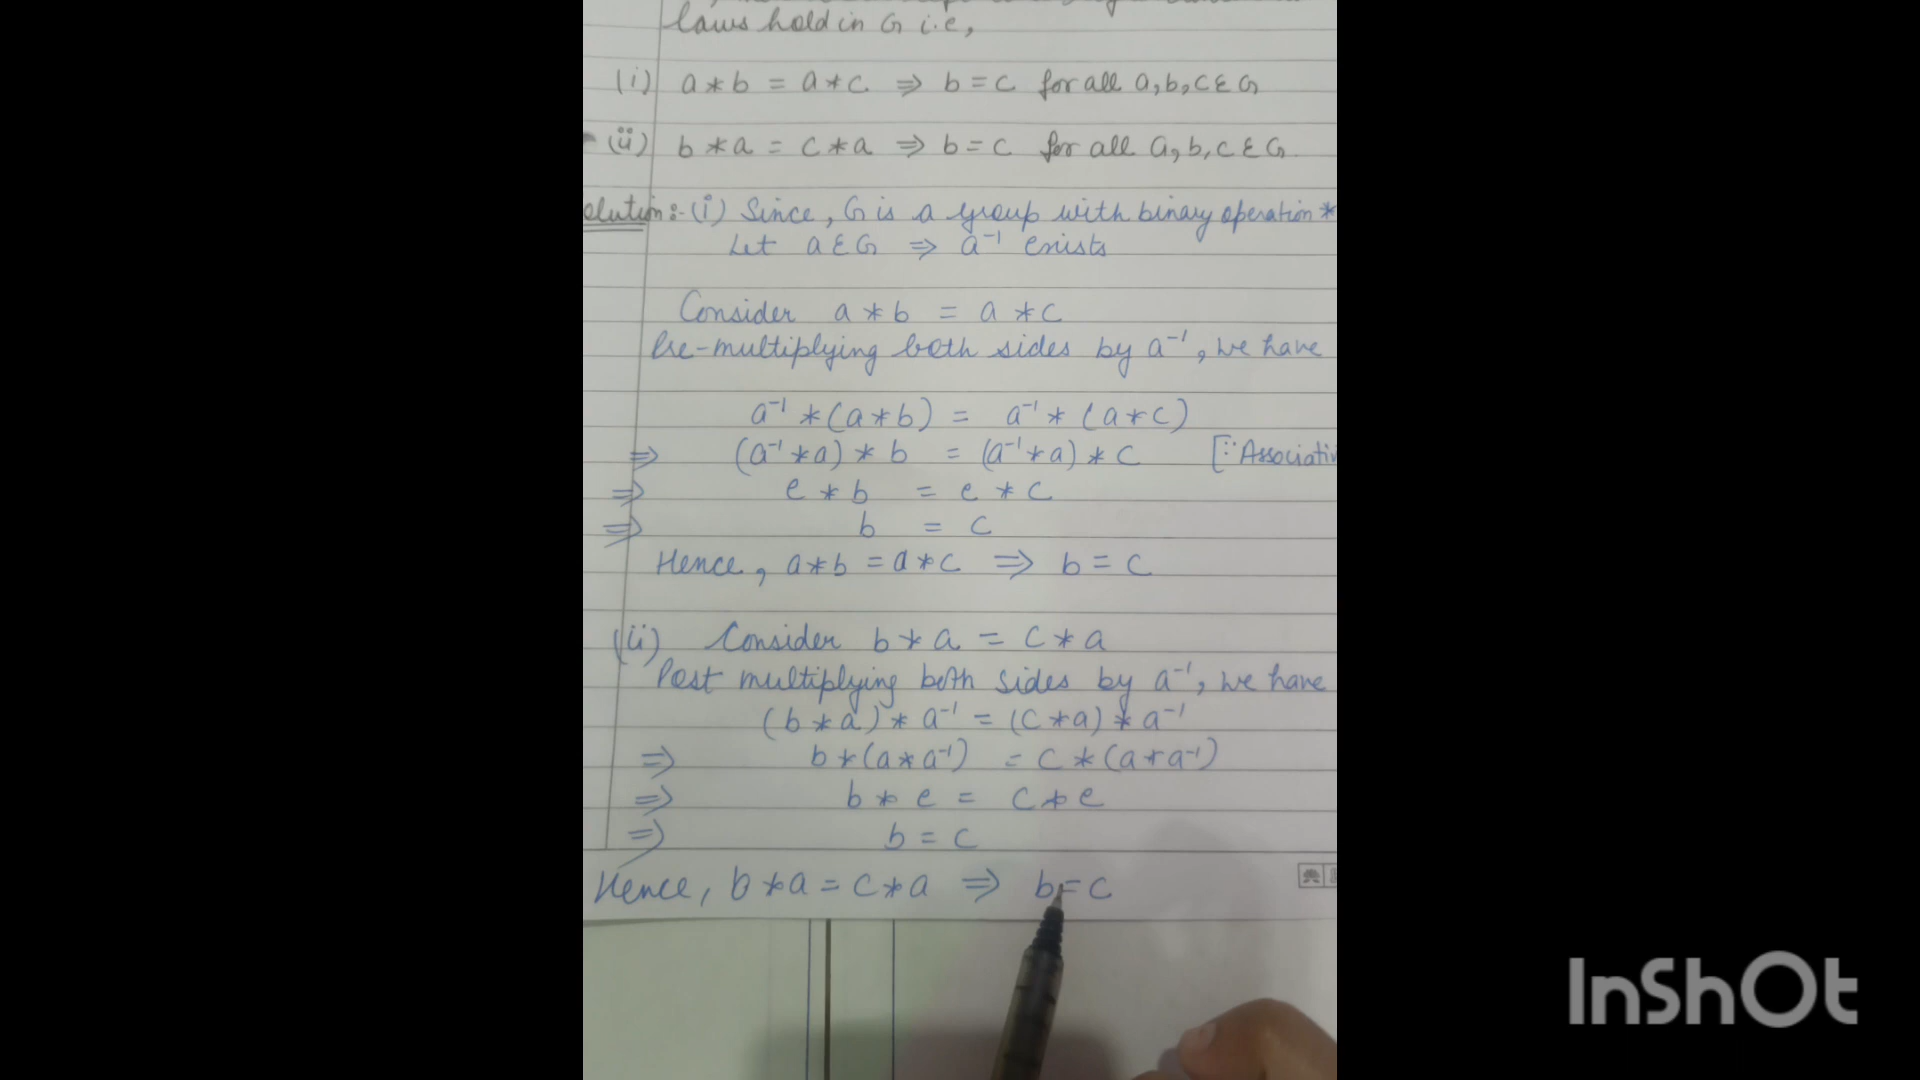 laws hold in G i.e,
(i) a * b = a * c ⇒ b = c for all a, b, c ε G
(ii) b * a = c * a ⇒ b = c for all a, b, c ε G
olution:- (i) Since, G is a group with binary operation *
Let a ε G ⇒ a⁻¹ exists
Consider a * b = a * c
Pre-multiplying both sides by a⁻¹, we have
a⁻¹ * (a * b) = a⁻¹ * (a * c)
⇒ (a⁻¹ * a) * b = (a⁻¹ * a) * c [∵ Associativ
⇒ e * b = e * c
⇒ b = c
Hence, a * b = a * c ⇒ b = c
(ii) Consider b * a = c * a
Post multiplying both sides by a⁻¹, we have
(b * a) * a⁻¹ = (c * a) * a⁻¹
⇒ b * (a * a⁻¹) = c * (a * a⁻¹)
⇒ b * e = c * e
⇒ b = c
Hence, b * a = c * a ⇒ b = c
InShOt